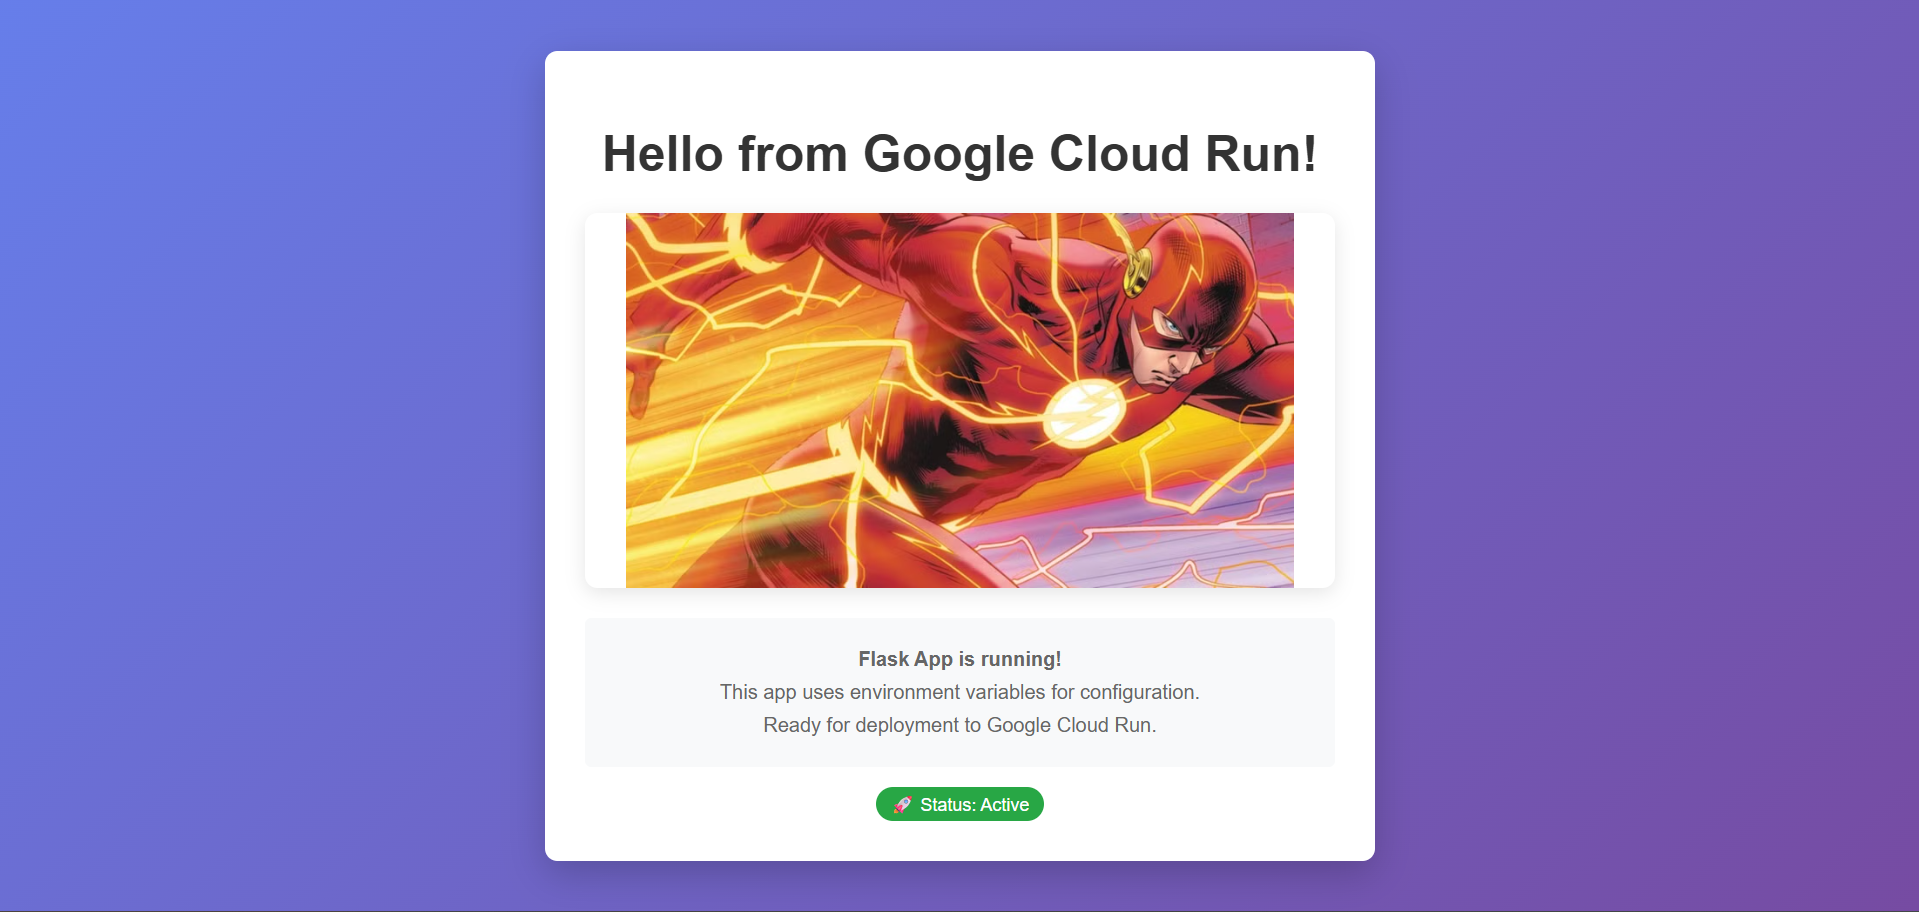 Hello from Google Cloud Run!
Flask App is running!
This app uses environment variables for configuration.
Ready for deployment to Google Cloud Run.
🚀 Status: Active